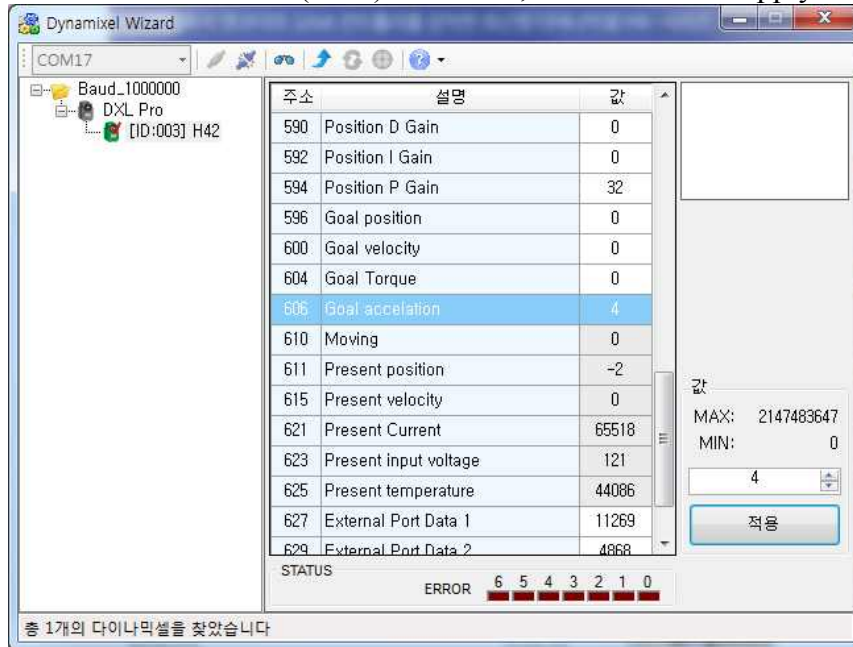 Dynamixel Wizard
COM17
Baud_1000000
DXL Pro
[ID:003] H42
주소 설명 값
590 Position D Gain 0
592 Position I Gain 0
594 Position P Gain 32
596 Goal position 0
600 Goal velocity 0
604 Goal Torque 0
606 Goal accelation 4
610 Moving 0
611 Present position -2
615 Present velocity 0
621 Present Current 65518
623 Present input voltage 121
625 Present temperature 44086
627 External Port Data 1 11269
629 External Port Data 2 4868
값
MAX: 2147483647
MIN: 0
4
적용
STATUS
ERROR 6 5 4 3 2 1 0
총 1개의 다이나믹셀을 찾았습니다